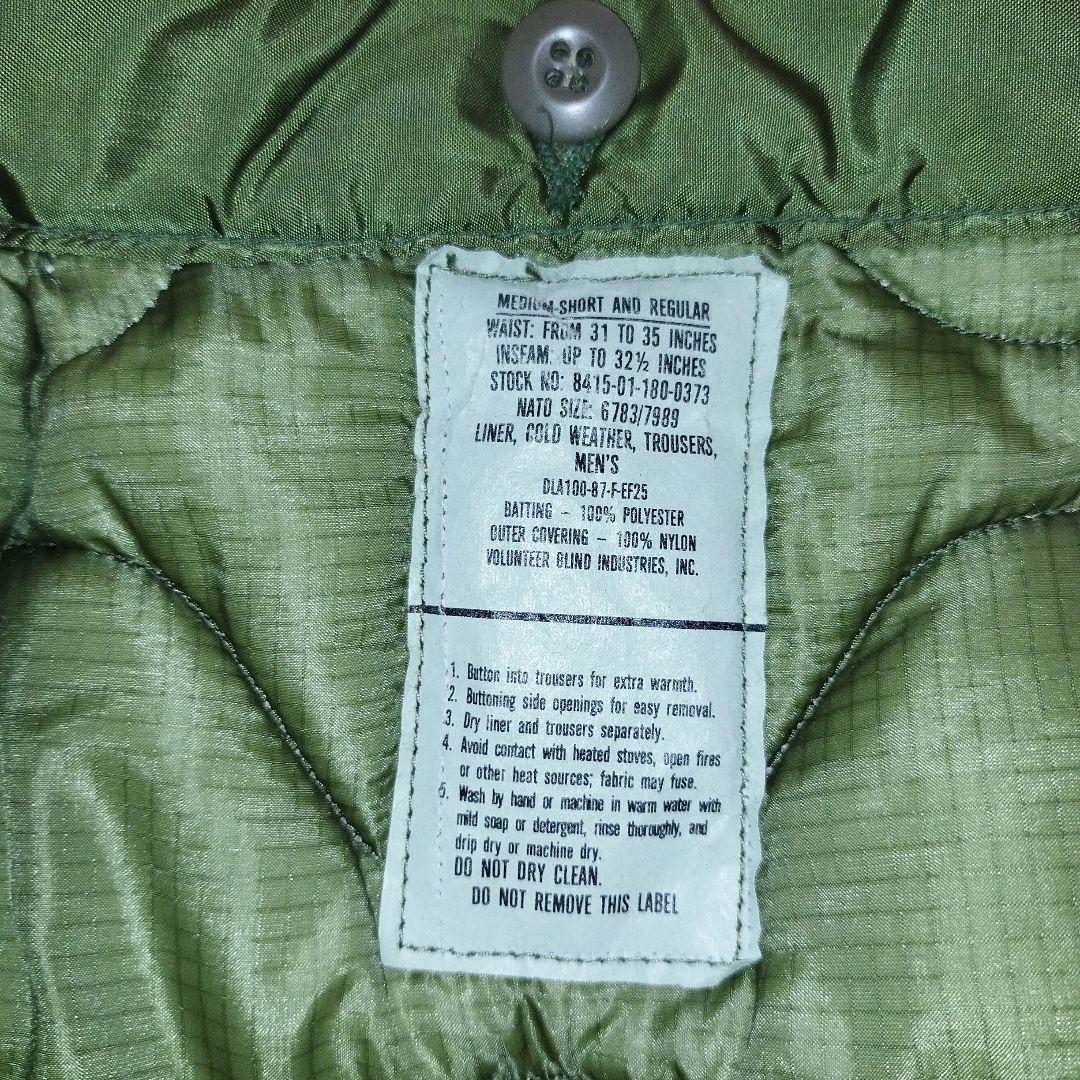 MEDIUM-SHORT AND REGULAR
WAIST: FROM 31 TO 35 INCHES
INSEAM: UP TO 32½ INCHES
STOCK NO: 8415-01-180-0373
NATO SIZE: 6783/7989
LINER, COLD WEATHER, TROUSERS,
MEN'S
DLA100-87-F-EF25
BATTING - 100% POLYESTER
OUTER COVERING - 100% NYLON
VOLUNTEER BLIND INDUSTRIES, INC.
1. Button into trousers for extra warmth.
2. Buttoning side openings for easy removal.
3. Dry liner and trousers separately.
4. Avoid contact with heated stoves, open fires
or other heat sources; fabric may fuse.
5. Wash by hand or machine in warm water with
mild soap or detergent, rinse thoroughly, and
drip dry or machine dry.
DO NOT DRY CLEAN.
DO NOT REMOVE THIS LABEL